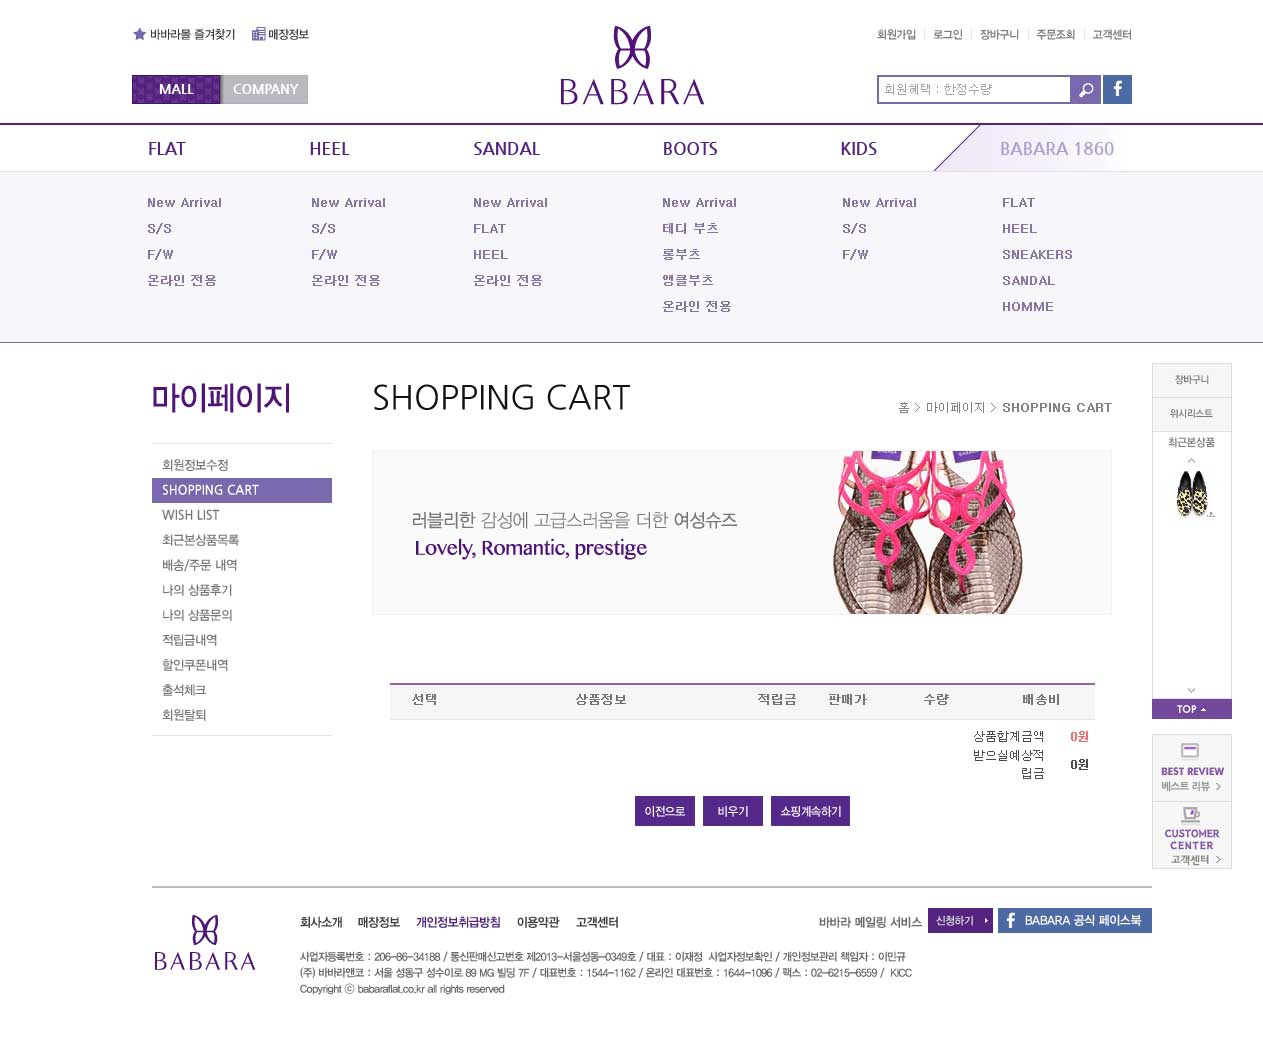 바바라몰 즐겨찾기 매장정보
BABARA
회원가입 로그인 장바구니 주문조회 고객센터
MALL COMPANY
회원혜택 : 한정수량
f
FLAT HEEL SANDAL BOOTS KIDS BABARA 1860
New Arrival New Arrival New Arrival New Arrival New Arrival FLAT
S/S S/S FLAT 테디 부츠 S/S HEEL
F/W F/W HEEL 롱부츠 F/W SNEAKERS
온라인 전용 온라인 전용 온라인 전용 앵클부츠 SANDAL
온라인 전용 HOMME
마이페이지
회원정보수정
SHOPPING CART
WISH LIST
최근본상품목록
배송/주문 내역
나의 상품후기
나의 상품문의
적립금내역
할인쿠폰내역
출석체크
회원탈퇴
SHOPPING CART
홈 > 마이페이지 > SHOPPING CART
러블리한 감성에 고급스러움을 더한 여성슈즈
Lovely, Romantic, prestige
선택 상품정보 적립금 판매가 수량 배송비
상품합계금액 0원
받으실예상적
립금 0원
이전으로 비우기 쇼핑계속하기
장바구니
위시리스트
최근본상품
TOP
BEST REVIEW
베스트 리뷰 >
CUSTOMER
CENTER
고객센터 >
BABARA
회사소개 매장정보 개인정보취급방침 이용약관 고객센터
바바라 메일링 서비스 신청하기 f BABARA 공식 페이스북
사업자등록번호 : 206-86-34188 / 통신판매신고번호 제2013-서울성동-0349호 / 대표 : 이재정 사업자정보확인 / 개인정보관리 책임자 : 이민규
(주) 바바라앤코 : 서울 성동구 성수이로 89 MG 빌딩 7F / 대표번호 : 1544-1162 / 온라인 대표번호 : 1644-1096 / 팩스 : 02-6215-6559 / KICC
Copyright ⓒ babaraflat.co.kr all rights reserved